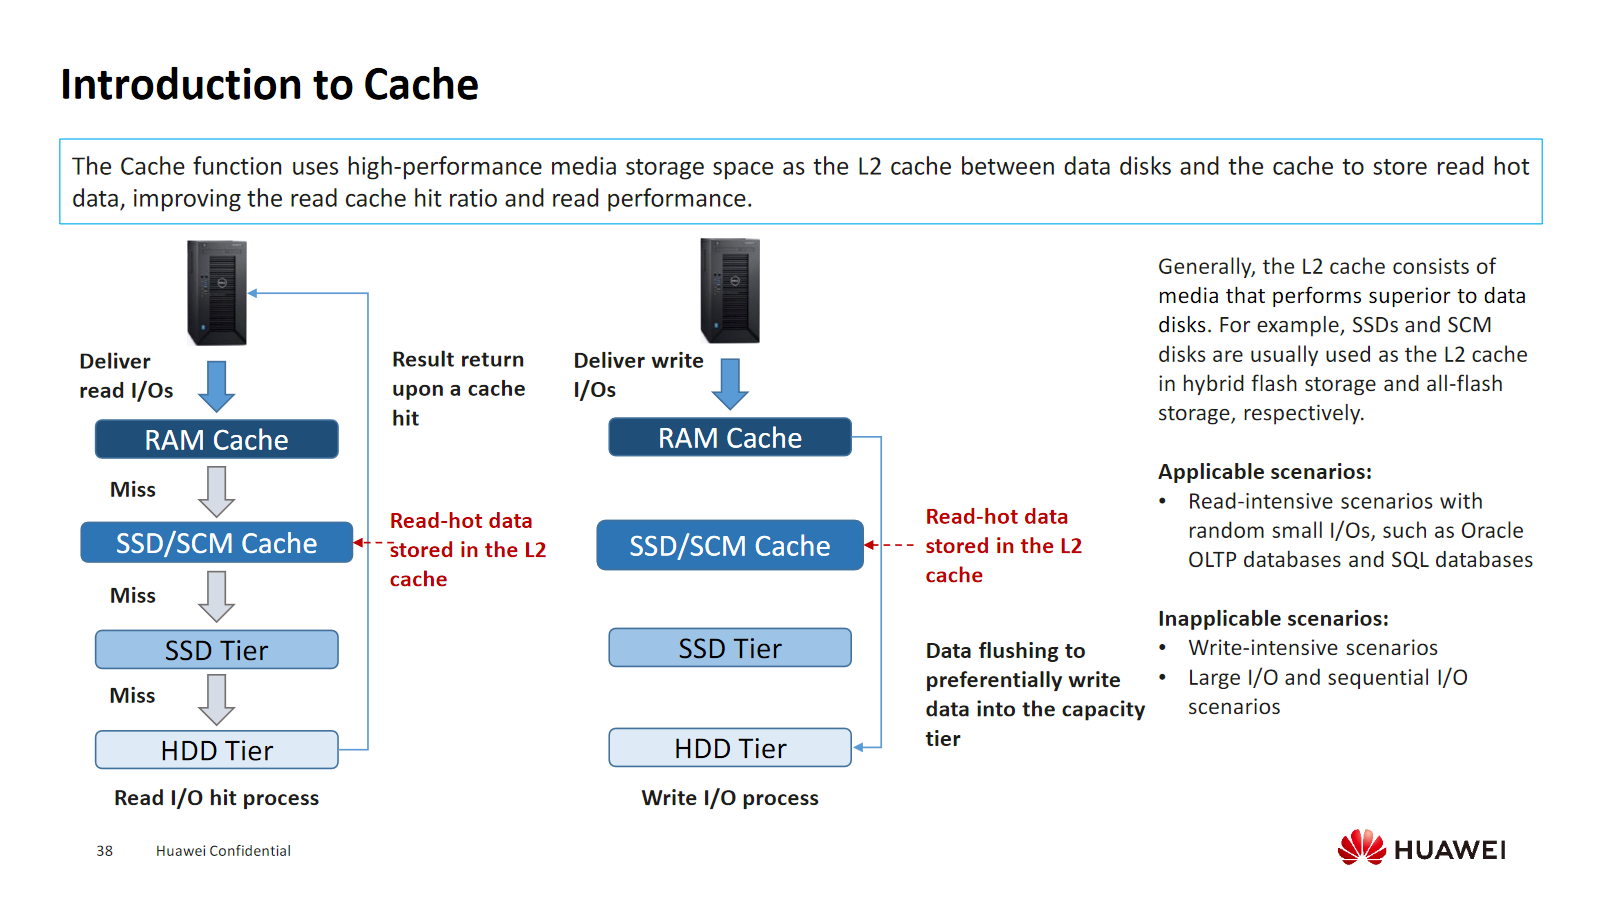 Introduction to Cache
The Cache function uses high-performance media storage space as the L2 cache between data disks and the cache to store read hot
data, improving the read cache hit ratio and read performance.
Deliver
read I/Os
RAM Cache
Miss
SSD/SCM Cache
Miss
SSD Tier
Miss
HDD Tier
Read I/O hit process
Result return
upon a cache
hit
Read-hot data
stored in the L2
cache
Deliver write
I/Os
RAM Cache
SSD/SCM Cache
SSD Tier
HDD Tier
Write I/O process
Read-hot data
stored in the L2
cache
Data flushing to
preferentially write
data into the capacity
tier
Generally, the L2 cache consists of
media that performs superior to data
disks. For example, SSDs and SCM
disks are usually used as the L2 cache
in hybrid flash storage and all-flash
storage, respectively.
Applicable scenarios:
• Read-intensive scenarios with
random small I/Os, such as Oracle
OLTP databases and SQL databases
Inapplicable scenarios:
• Write-intensive scenarios
• Large I/O and sequential I/O
scenarios
38 Huawei Confidential
HUAWEI